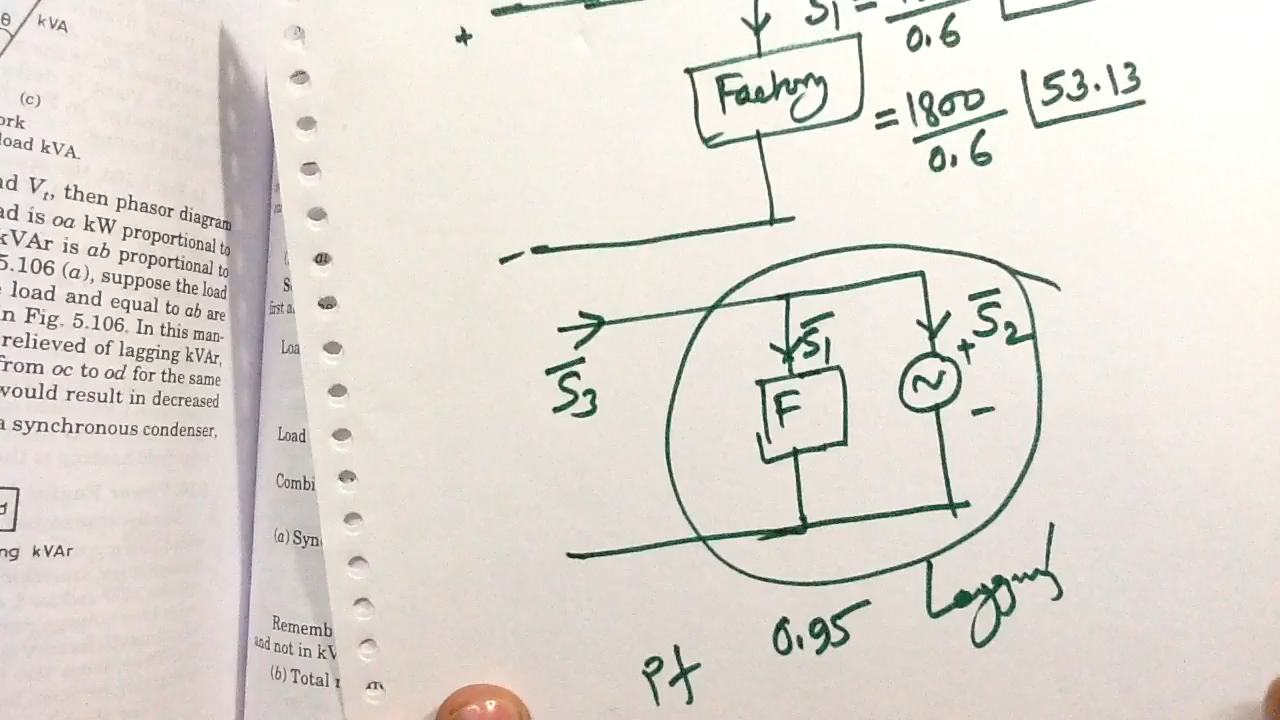 θ kVA
(c)
ork
load kVA.
nd Vt, then phasor diagram
ad is oa kW proportional to
kVAr is ab proportional to
5.106 (a), suppose the load
load and equal to ab are
n Fig. 5.106. In this man-
relieved of lagging kVAr,
from oc to od for the same
would result in decreased
a synchronous condenser,
d
ng kVAr
S
first a
Loa
Load
Combi
(a) Syn
Rememb
and not in kV
(b) Total
+
S̅1 =
0.6
Factory
= 1800 / 0.6 ∠53.13
-
S̅3
S̅1
F
~
+
-
S̅2
Lagging
0.95
Pf